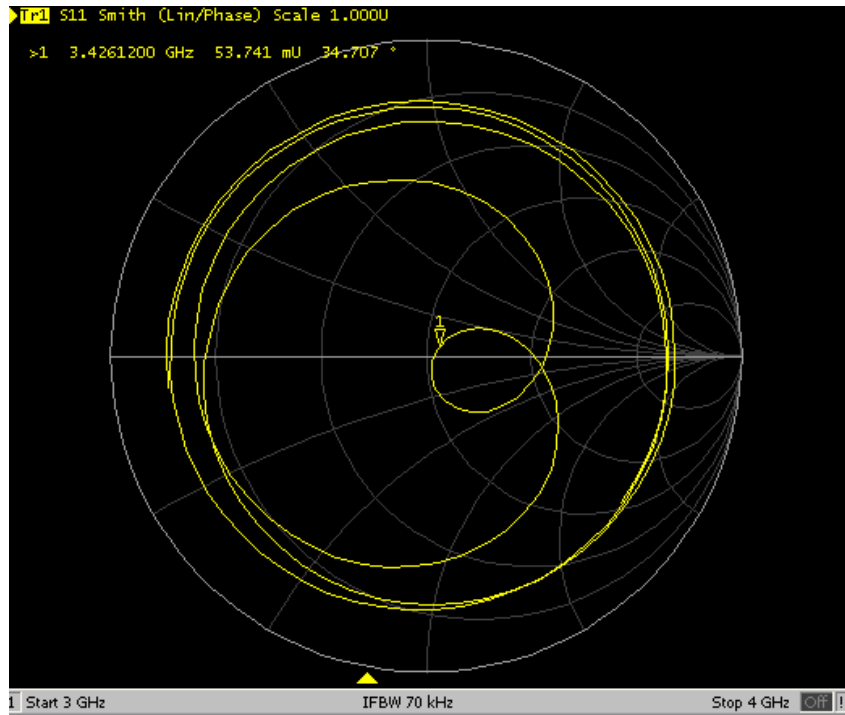 Tr1 S11 Smith (Lin/Phase) Scale 1.000U
>1 3.4261200 GHz 53.741 mU 34.707 °
1
1 Start 3 GHz IFBW 70 kHz Stop 4 GHz Off !